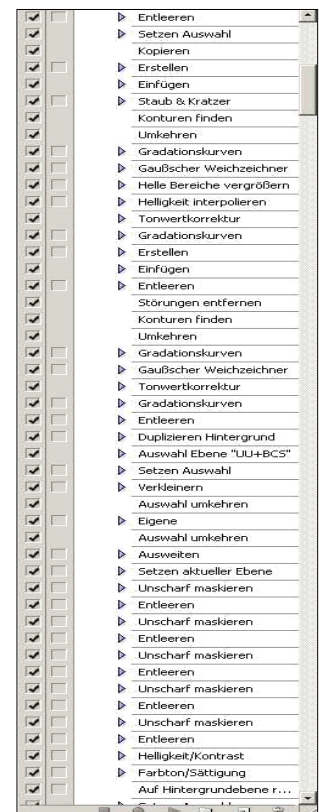 Entleeren
Setzen Auswahl
Kopieren
Erstellen
Einfügen
Staub & Kratzer
Konturen finden
Umkehren
Gradationskurven
Gaußscher Weichzeichner
Helle Bereiche vergrößern
Helligkeit interpolieren
Tonwertkorrektur
Gradationskurven
Erstellen
Einfügen
Entleeren
Störungen entfernen
Konturen finden
Umkehren
Gradationskurven
Gaußscher Weichzeichner
Tonwertkorrektur
Gradationskurven
Entleeren
Duplizieren Hintergrund
Auswahl Ebene "UU+BCS"
Setzen Auswahl
Verkleinern
Auswahl umkehren
Eigene
Auswahl umkehren
Ausweiten
Setzen aktueller Ebene
Unscharf maskieren
Entleeren
Unscharf maskieren
Entleeren
Unscharf maskieren
Entleeren
Unscharf maskieren
Entleeren
Unscharf maskieren
Entleeren
Helligkeit/Kontrast
Farbton/Sättigung
Auf Hintergrundebene r...